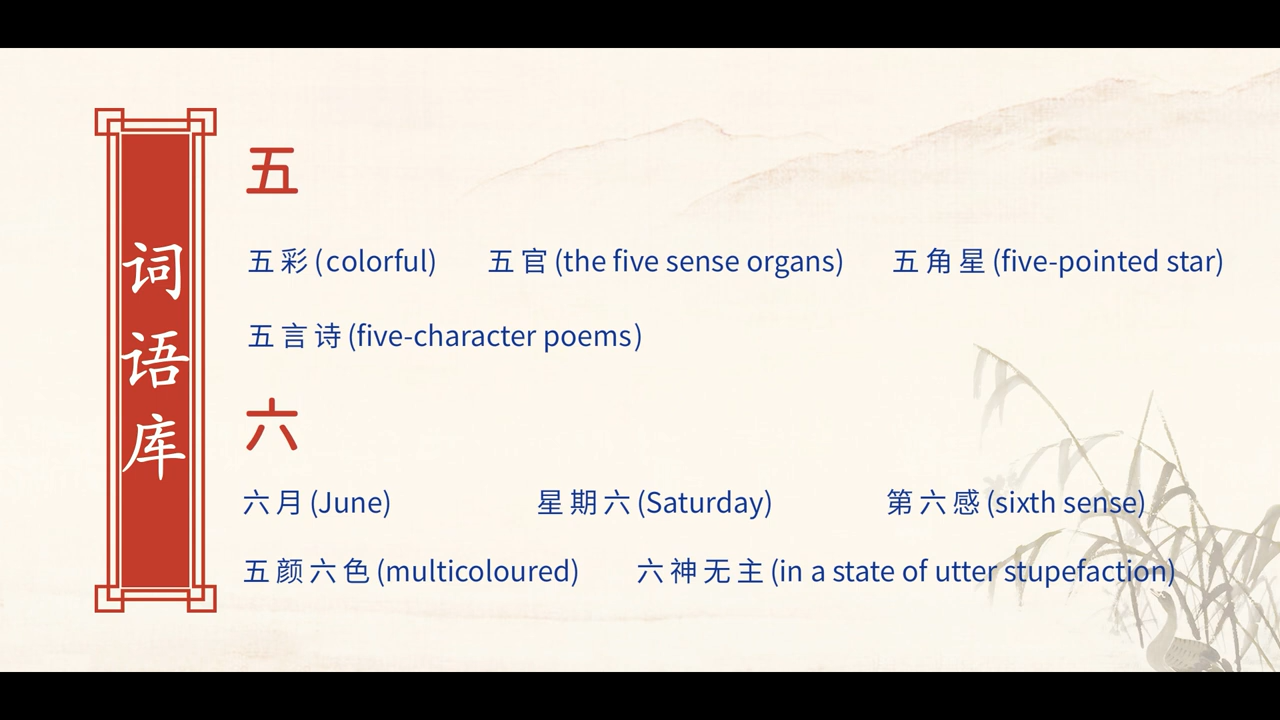 词语库
五
五彩(colorful) 五官(the five sense organs) 五角星(five-pointed star)
五言诗(five-character poems)
六
六月(June) 星期六(Saturday) 第六感(sixth sense)
五颜六色(multicoloured) 六神无主(in a state of utter stupefaction)